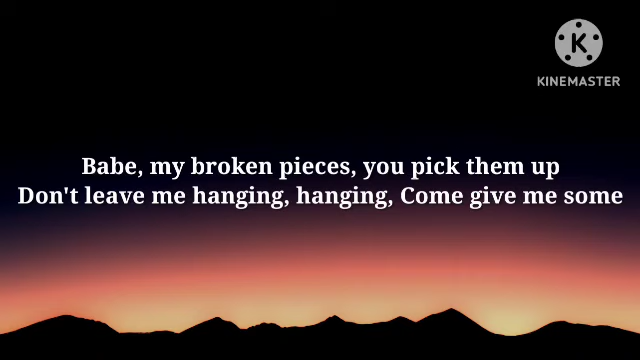 K
KINEMASTER
Babe, my broken pieces, you pick them up
Don't leave me hanging, hanging, Come give me some